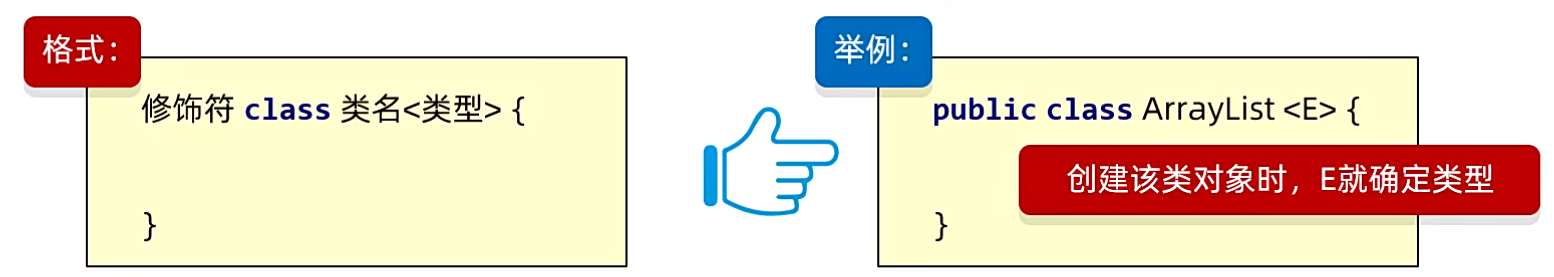 格式：
修饰符 class 类名<类型> {
}
举例：
public class ArrayList <E> {
创建该类对象时，E就确定类型
}